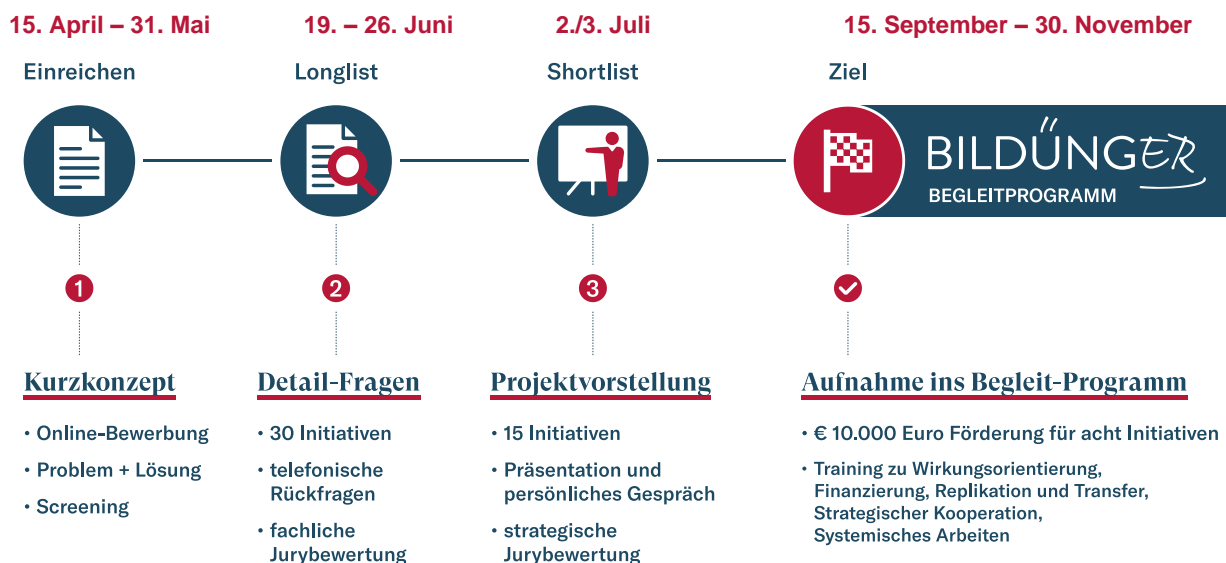 15. April – 31. Mai
Einreichen
19. – 26. Juni
Longlist
2./3. Juli
Shortlist
15. September – 30. November
Ziel
BILDÜNGER
BEGLEITPROGRAMM
1
Kurzkonzept
• Online-Bewerbung
• Problem + Lösung
• Screening
2
Detail-Fragen
• 30 Initiativen
• telefonische
Rückfragen
• fachliche
Jurybewertung
3
Projektvorstellung
• 15 Initiativen
• Präsentation und
persönliches Gespräch
• strategische
Jurybewertung
Aufnahme ins Begleit-Programm
• € 10.000 Euro Förderung für acht Initiativen
• Training zu Wirkungsorientierung,
Finanzierung, Replikation und Transfer,
Strategischer Kooperation,
Systemisches Arbeiten